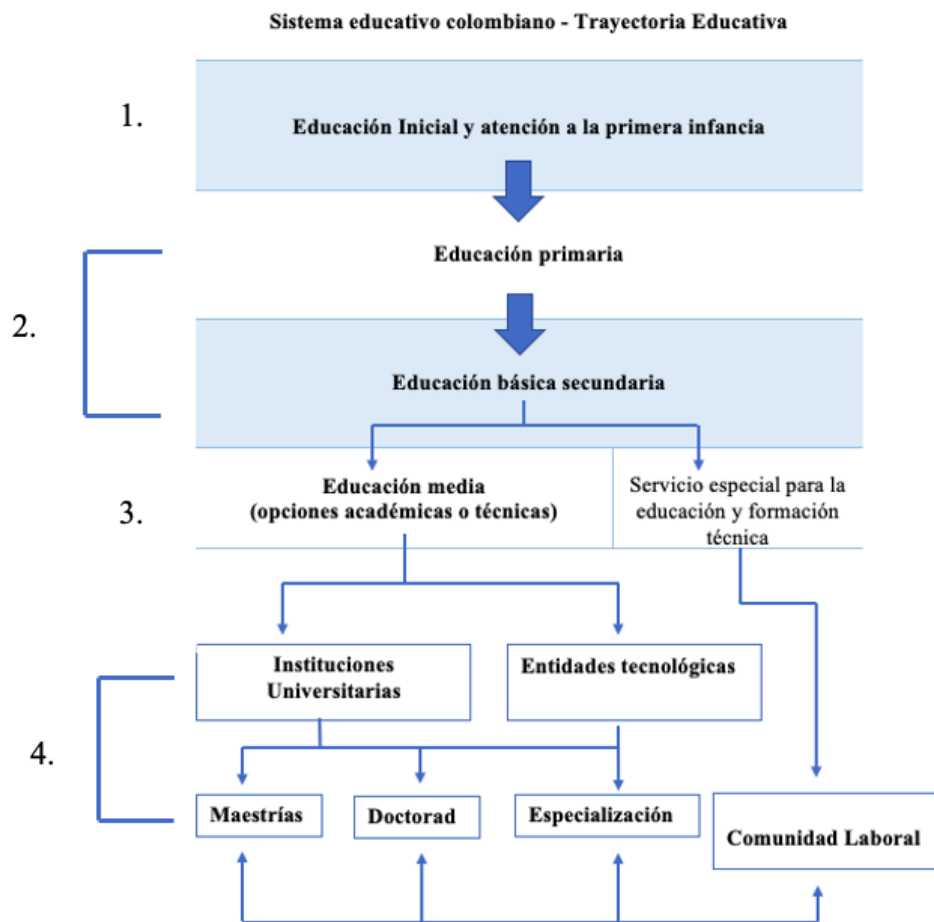 Sistema educativo colombiano - Trayectoria Educativa
1.
Educación Inicial y atención a la primera infancia
Educación primaria
2.
Educación básica secundaria
3.
Educación media
(opciones académicas o técnicas)
Servicio especial para la
educación y formación
técnica
Instituciones
Universitarias
Entidades tecnológicas
4.
Maestrías
Doctorad
Especialización
Comunidad Laboral